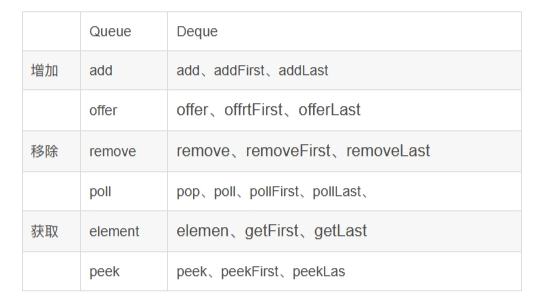 Queue Deque
增加 add add、addFirst、addLast
offer offer、offrtFirst、offerLast
移除 remove remove、removeFirst、removeLast
poll pop、poll、pollFirst、pollLast、
获取 element elemen、getFirst、getLast
peek peek、peekFirst、peekLas